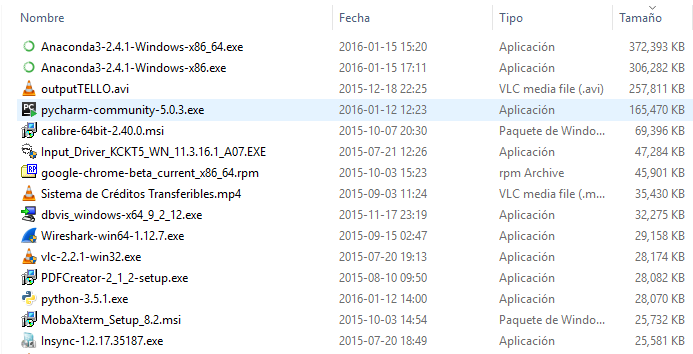 Nombre Fecha Tipo Tamaño
Anaconda3-2.4.1-Windows-x86_64.exe 2016-01-15 15:20 Aplicación 372,393 KB
Anaconda3-2.4.1-Windows-x86.exe 2016-01-15 17:11 Aplicación 306,282 KB
outputTELLO.avi 2015-12-18 22:25 VLC media file (.avi) 257,811 KB
PC pycharm-community-5.0.3.exe 2016-01-12 12:23 Aplicación 165,470 KB
calibre-64bit-2.40.0.msi 2015-10-07 20:30 Paquete de Windo... 69,396 KB
Input_Driver_KCKT5_WN_11.3.16.1_A07.EXE 2015-07-21 12:26 Aplicación 47,284 KB
RP google-chrome-beta_current_x86_64.rpm 2015-10-03 15:23 rpm Archive 45,901 KB
Sistema de Créditos Transferibles.mp4 2015-09-03 11:24 VLC media file (.m... 35,430 KB
dbvis_windows-x64_9_2_12.exe 2015-11-17 23:19 Aplicación 32,275 KB
Wireshark-win64-1.12.7.exe 2015-09-15 02:47 Aplicación 29,158 KB
vlc-2.2.1-win32.exe 2015-07-20 19:13 Aplicación 28,174 KB
PDFCreator-2_1_2-setup.exe 2015-08-10 09:50 Aplicación 28,082 KB
python-3.5.1.exe 2016-01-12 14:00 Aplicación 28,070 KB
MobaXterm_Setup_8.2.msi 2015-10-03 14:54 Paquete de Windo... 25,732 KB
Insync-1.2.17.35187.exe 2015-07-20 18:49 Aplicación 25,581 KB